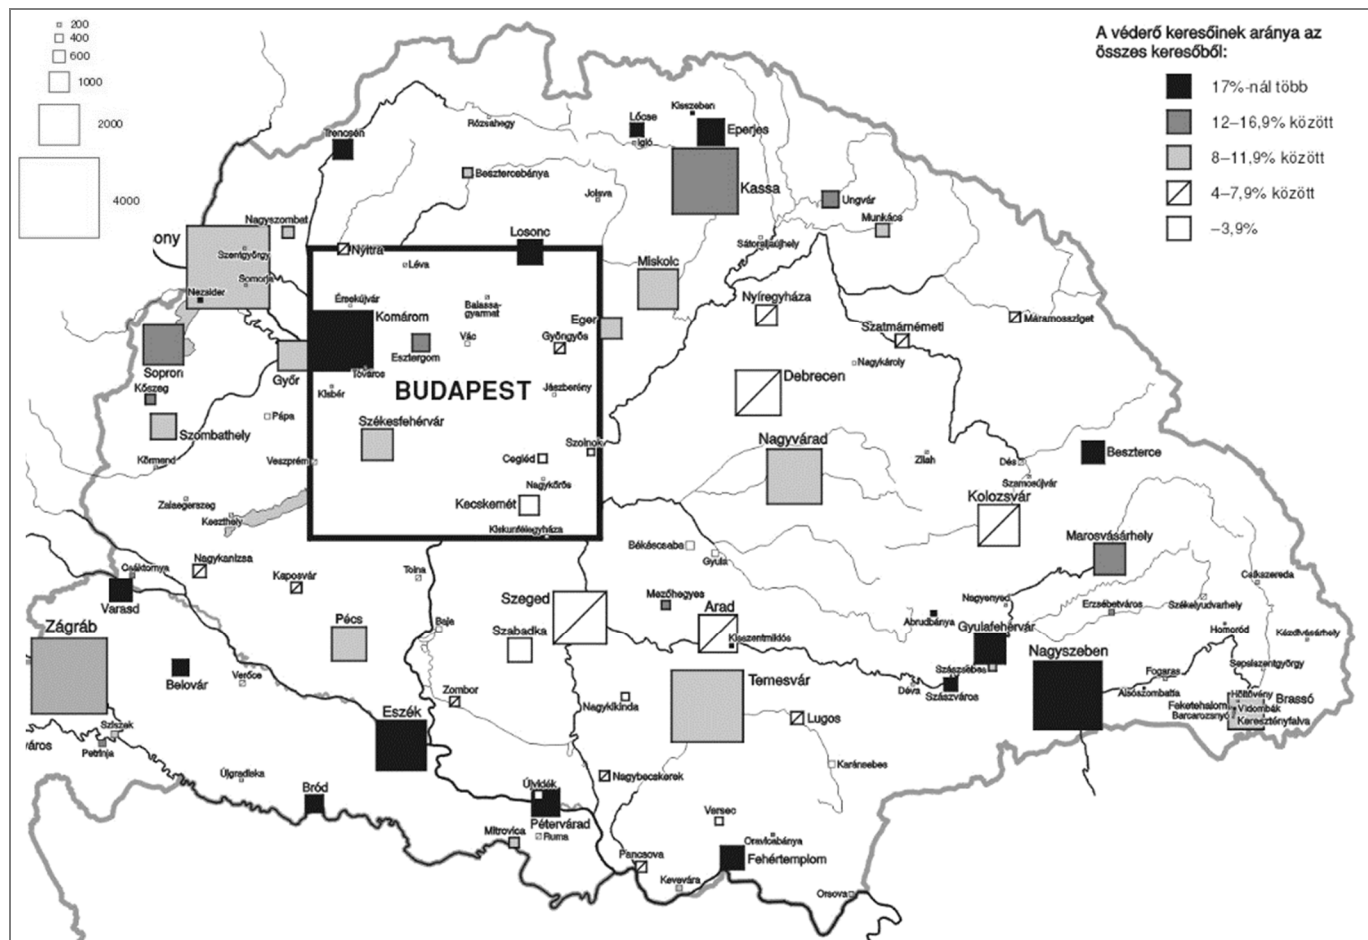 200
400
600
1000
2000
4000
A véderő keresőinek aránya az
összes keresőből:
17%-nál több
12–16,9% között
8–11,9% között
4–7,9% között
–3,9%
Kisszeben
Lőcse
Eperjes
Igló
Rózsahegy
Trencsén
Kassa
Besztercebánya
Jolsva
Ungvár
Munkács
Nagyszombat
ony
Szentgyörgy
Somorja
Nezsider
Nyitra
Losonc
Léva
Miskolc
Sátoraljaújhely
Nyíregyháza
Máramossziget
Szatmárnémeti
Nagykároly
Érsekújvár
Komárom
Balassa-
gyarmat
Vác
Esztergom
Gyöngyös
Eger
Tóváros
Kisbér
BUDAPEST
Jászberény
Sopron
Győr
Kőszeg
Szombathely
Pápa
Körmend
Veszprém
Székesfehérvár
Szolnok
Cegléd
Nagykőrös
Kecskemét
Kiskunfélegyháza
Debrecen
Nagyvárad
Zilah
Dés
Szamosújvár
Beszterce
Kolozsvár
Zalaegerszeg
Keszthely
Nagykanizsa
Kaposvár
Tolna
Csáktornya
Varasd
Zágráb
Pécs
Baja
Szeged
Szabadka
Békéscsaba
Gyula
Mezőhegyes
Arad
Kisszentmiklós
Marosvásárhely
Nagyenyed
Abrudbánya
Gyulafehérvár
Szászsebes
Szászváros
Déva
Erzsébetváros
Csíkszereda
Székelyudvarhely
Homoród
Kézdivásárhely
Sepsiszentgyörgy
Nagyszeben
Fogaras
Alsószombatfa
Höltövény
Brassó
Feketehalom
Vidombák
Barcarozsnyó
Keresztényfalva
Belovár
Verőce
Sziszek
Petrinja
város
Újgradiska
Bród
Eszék
Zombor
Nagykikinda
Temesvár
Lugos
Karánsebes
Nagybecskerek
Újvidék
Pétervárad
Ruma
Mitrovica
Versec
Oravicabánya
Fehértemplom
Pancsova
Kevevára
Orsova